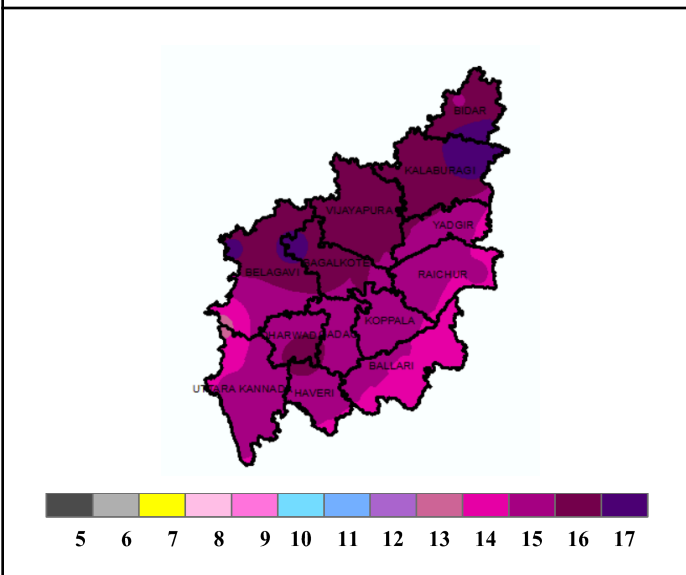 BIDAR
KALABURAGI
VIJAYAPURA
YADGIR
BAGALKOTE
BELAGAVI
RAICHUR
KOPPALA
DHARWAD GADAG
BALLARI
UTTARA KANNADA HAVERI
5 6 7 8 9 10 11 12 13 14 15 16 17